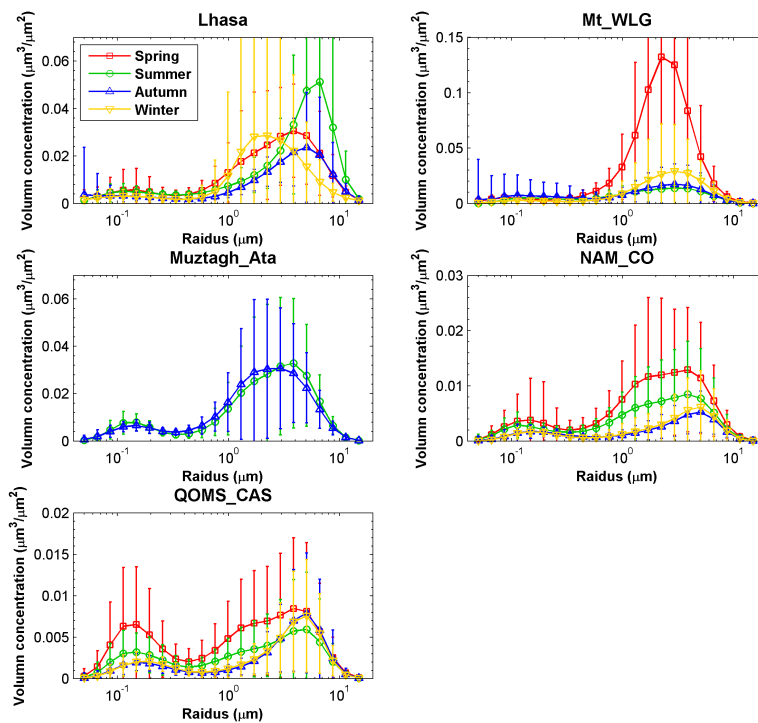 Lhasa
Volumn concentration (μm³/μm²)
0.06
0.04
0.02
0
Spring
Summer
Autumn
Winter
10⁻¹ 10⁰ 10¹
Raidus (μm)
Mt_WLG
Volumn concentration (μm³/μm²)
0.15
0.1
0.05
0
10⁻¹ 10⁰ 10¹
Raidus (μm)
Muztagh_Ata
Volumn concentration (μm³/μm²)
0.06
0.04
0.02
0
10⁻¹ 10⁰ 10¹
Raidus (μm)
NAM_CO
Volumn concentration (μm³/μm²)
0.03
0.02
0.01
0
10⁻¹ 10⁰ 10¹
Raidus (μm)
QOMS_CAS
Volumn concentration (μm³/μm²)
0.02
0.015
0.01
0.005
0
10⁻¹ 10⁰ 10¹
Raidus (μm)